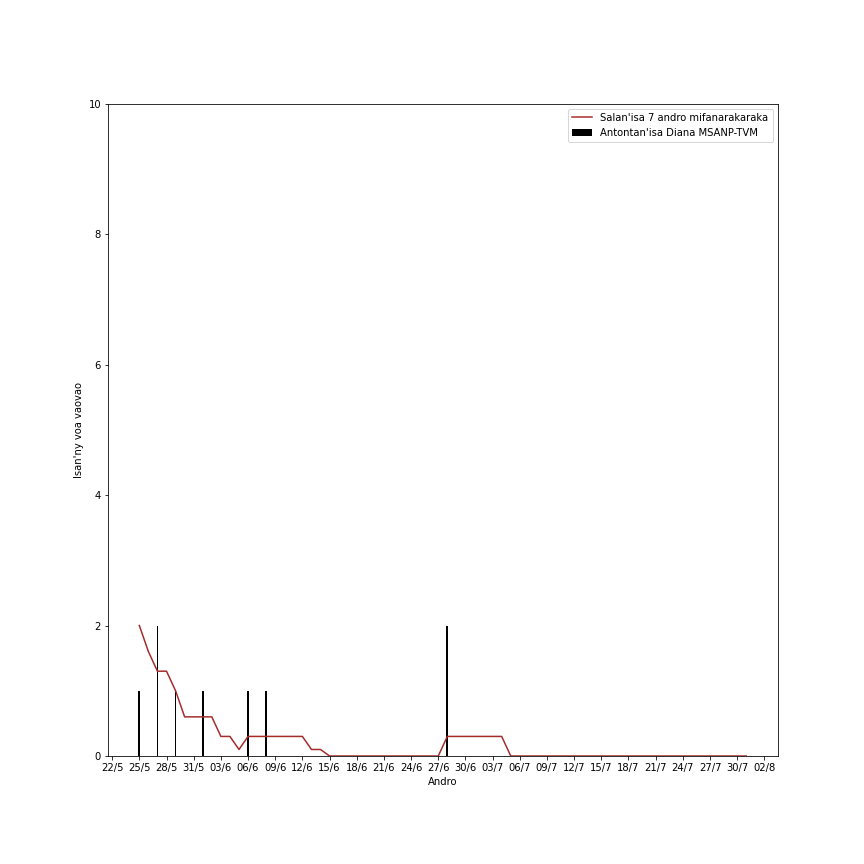 Salan'isa 7 andro mifanarakaraka
Antontan'isa Diana MSANP-TVM
10
8
6
4
2
0
Isan'ny voa vaovao
22/5 25/5 28/5 31/5 03/6 06/6 09/6 12/6 15/6 18/6 21/6 24/6 27/6 30/6 03/7 06/7 09/7 12/7 15/7 18/7 21/7 24/7 27/7 30/7 02/8
Andro